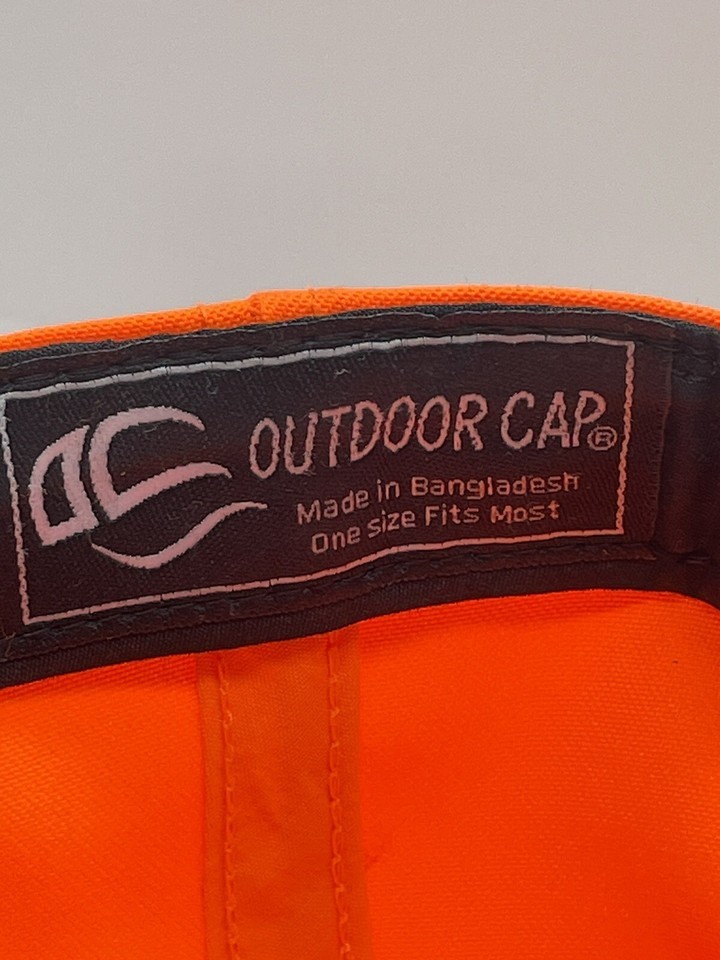 OUTDOOR CAP®
Made in Bangladesh
One size Fits Most